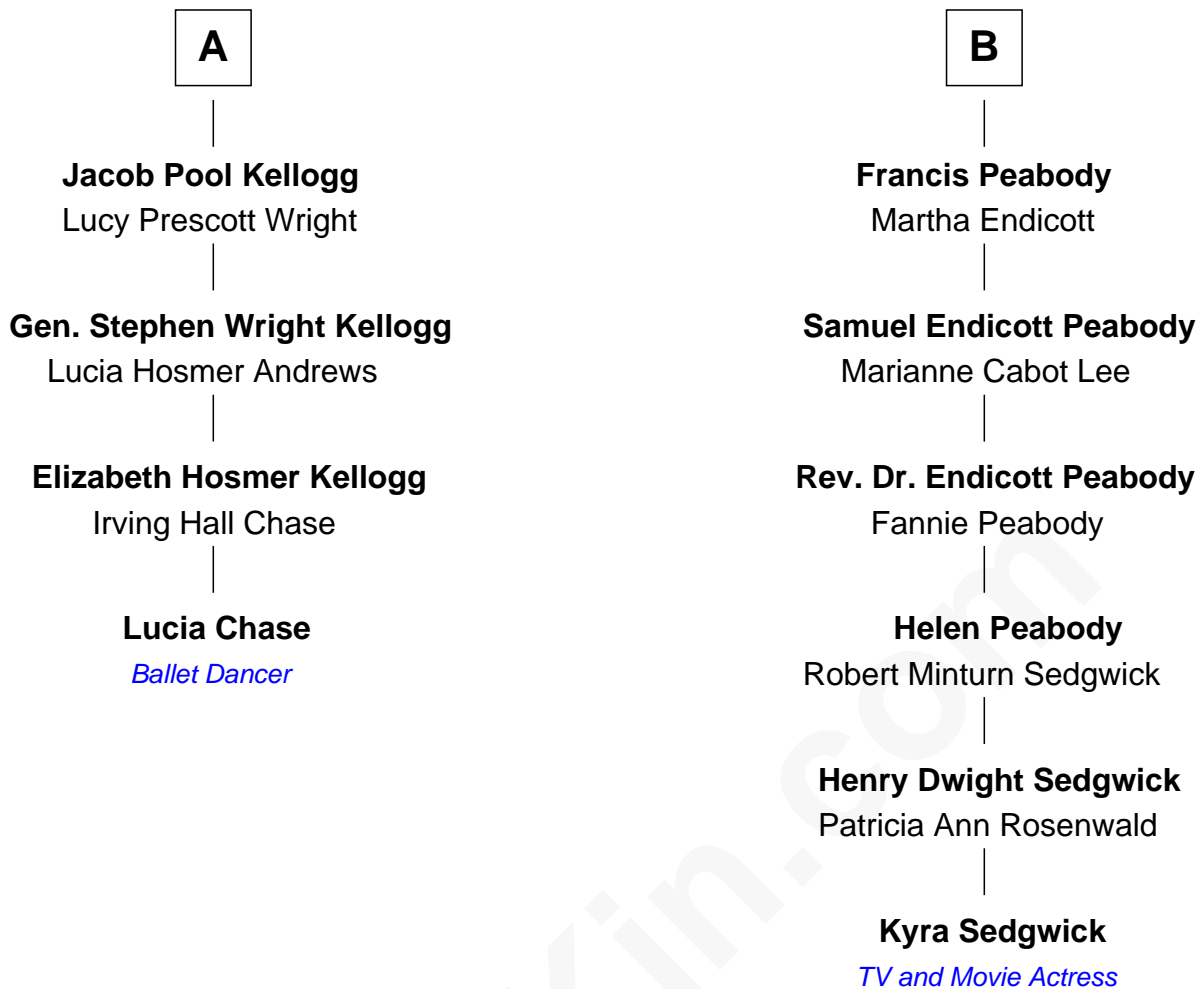 A
Jacob Pool Kellogg
Lucy Prescott Wright
Gen. Stephen Wright Kellogg
Lucia Hosmer Andrews
Elizabeth Hosmer Kellogg
Irving Hall Chase
Lucia Chase
Ballet Dancer
B
Francis Peabody
Martha Endicott
Samuel Endicott Peabody
Marianne Cabot Lee
Rev. Dr. Endicott Peabody
Fannie Peabody
Helen Peabody
Robert Minturn Sedgwick
Henry Dwight Sedgwick
Patricia Ann Rosenwald
Kyra Sedgwick
TV and Movie Actress
Kin.com